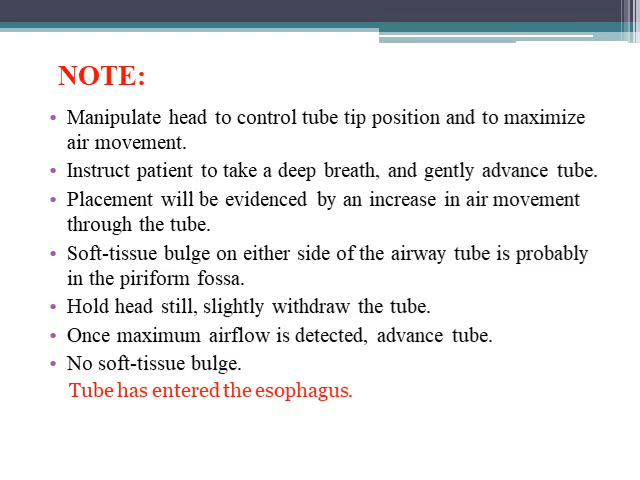 NOTE:
• Manipulate head to control tube tip position and to maximize
air movement.
• Instruct patient to take a deep breath, and gently advance tube.
• Placement will be evidenced by an increase in air movement
through the tube.
• Soft-tissue bulge on either side of the airway tube is probably
in the piriform fossa.
• Hold head still, slightly withdraw the tube.
• Once maximum airflow is detected, advance tube.
• No soft-tissue bulge.
Tube has entered the esophagus.